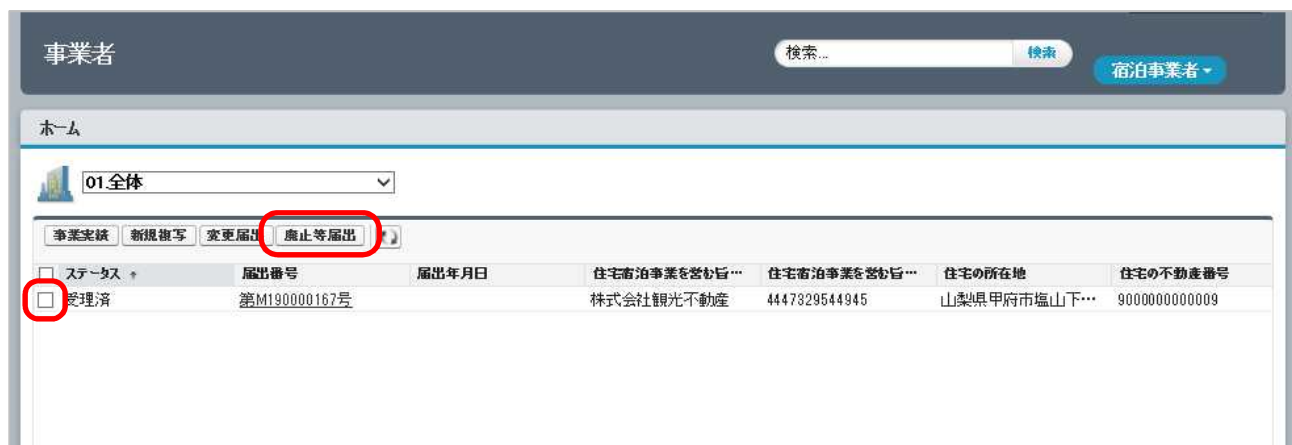 事業者
検索...
検索
宿泊事業者
ホーム
01.全体
事業実績 新規複写 変更届出 廃止等届出
ステータス 届出番号 届出年月日 住宅宿泊事業を営む旨… 住宅宿泊事業を営む旨… 住宅の所在地 住宅の不動産番号
受理済 第M190000167号 株式会社観光不動産 4447329544945 山梨県甲府市塩山下… 9000000000009